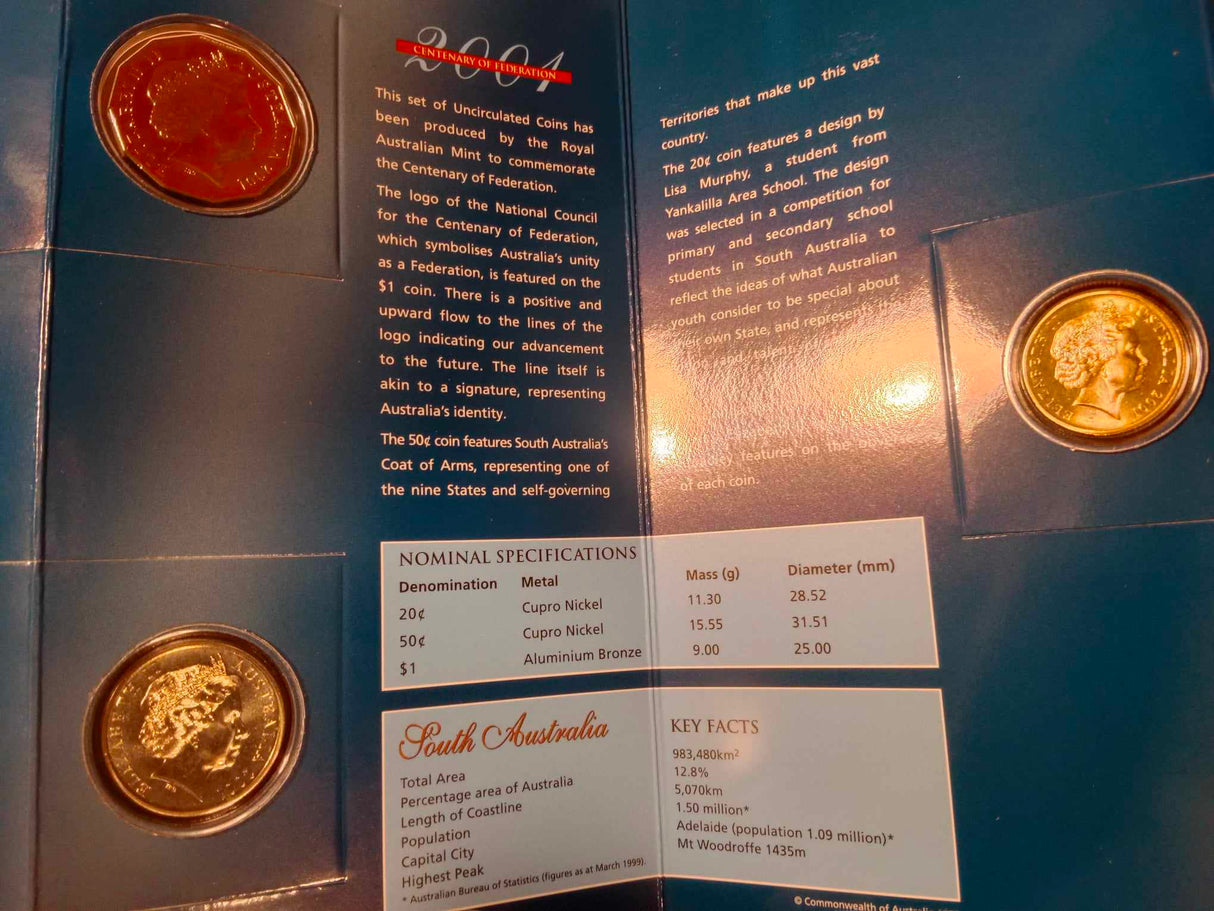 2001
CENTENARY OF FEDERATION
This set of Uncirculated Coins has
been produced by the Royal
Australian Mint to commemorate
the Centenary of Federation.
The logo of the National Council
for the Centenary of Federation,
which symbolises Australia's unity
as a Federation, is featured on the
$1 coin. There is a positive and
upward flow to the lines of the
logo indicating our advancement
to the future. The line itself is
akin to a signature, representing
Australia's identity.
The 50¢ coin features South Australia's
Coat of Arms, representing one of
the nine States and self-governing
Territories that make up this vast
country.
The 20¢ coin features a design by
Lisa Murphy, a student from
Yankalilla Area School. The design
was selected in a competition for
primary and secondary school
students in South Australia to
reflect the ideas of what Australian
youth consider to be special about
their own State, and represents the
and talent
features on the
of each coin.
NOMINAL SPECIFICATIONS
Denomination Metal Mass (g) Diameter (mm)
20¢ Cupro Nickel 11.30 28.52
50¢ Cupro Nickel 15.55 31.51
$1 Aluminium Bronze 9.00 25.00
South Australia KEY FACTS
Total Area 983,480km²
Percentage area of Australia 12.8%
Length of Coastline 5,070km
Population 1.50 million*
Capital City Adelaide (population 1.09 million)*
Highest Peak Mt Woodroffe 1435m
* Australian Bureau of Statistics (figures as at March 1999).
© Commonwealth of Australia
ELIZABETH II AUSTRALIA 2001
ELIZABETH II AUSTRALIA 2001
ELIZABETH II AUSTRALIA 2001